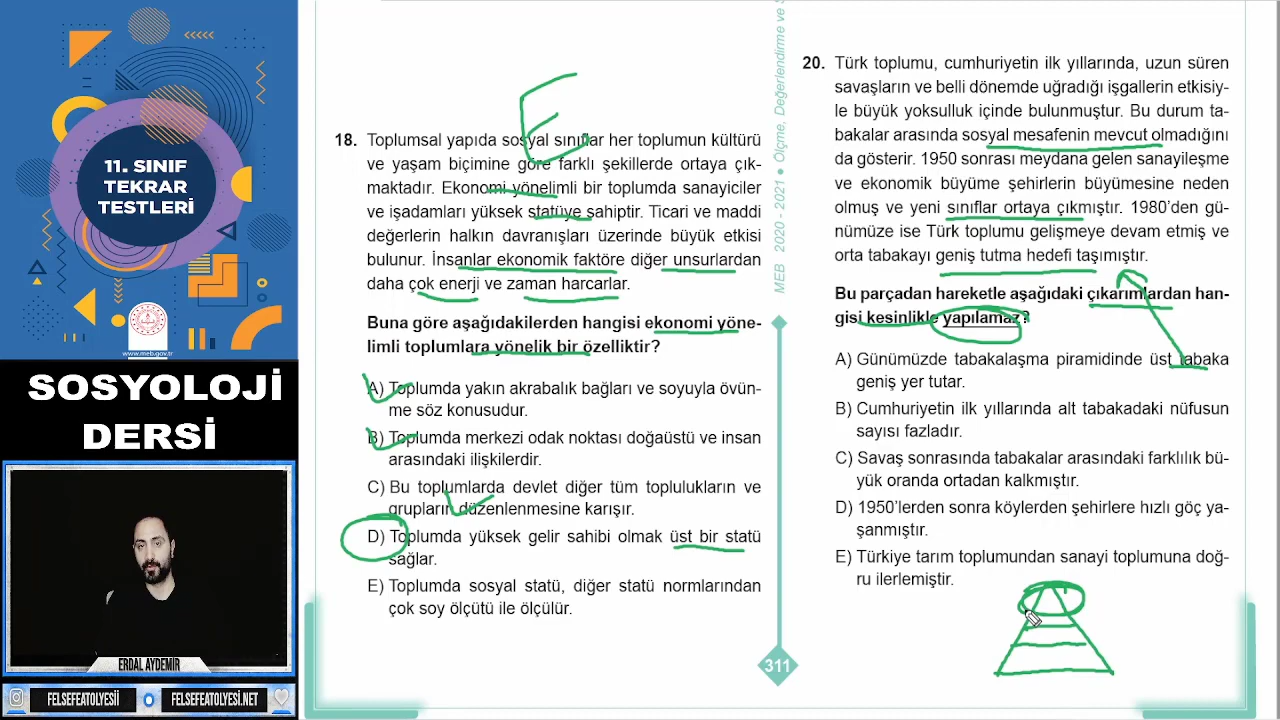 11. SINIF
TEKRAR
TESTLERİ
www.meb.gov.tr
SOSYOLOJİ
DERSİ
ERDAL AYDEMİR
FELSEFEATOLYESİİ
FELSEFEATOLYESİ.NET
E
18. Toplumsal yapıda sosyal sınıflar her toplumun kültürü
ve yaşam biçimine göre farklı şekillerde ortaya çık-
maktadır. Ekonomi yönelimli bir toplumda sanayiciler
ve işadamları yüksek statüye sahiptir. Ticari ve maddi
değerlerin halkın davranışları üzerinde büyük etkisi
bulunur. İnsanlar ekonomik faktöre diğer unsurlardan
daha çok enerji ve zaman harcarlar.
Buna göre aşağıdakilerden hangisi ekonomi yöne-
limli toplumlara yönelik bir özelliktir?
A) Toplumda yakın akrabalık bağları ve soyuyla övün-
me söz konusudur.
B) Toplumda merkezi odak noktası doğaüstü ve insan
arasındaki ilişkilerdir.
C) Bu toplumlarda devlet diğer tüm toplulukların ve
grupların düzenlenmesine karışır.
D) Toplumda yüksek gelir sahibi olmak üst bir statü
sağlar.
E) Toplumda sosyal statü, diğer statü normlarından
çok soy ölçütü ile ölçülür.
MEB 2020 - 2021 ● Ölçme, Değerlendirme ve S
311
20. Türk toplumu, cumhuriyetin ilk yıllarında, uzun süren
savaşların ve belli dönemde uğradığı işgallerin etkisiy-
le büyük yoksulluk içinde bulunmuştur. Bu durum ta-
bakalar arasında sosyal mesafenin mevcut olmadığını
da gösterir. 1950 sonrası meydana gelen sanayileşme
ve ekonomik büyüme şehirlerin büyümesine neden
olmuş ve yeni sınıflar ortaya çıkmıştır. 1980’den gü-
nümüze ise Türk toplumu gelişmeye devam etmiş ve
orta tabakayı geniş tutma hedefi taşımıştır.
Bu parçadan hareketle aşağıdaki çıkarımlardan han-
gisi kesinlikle yapılamaz?
A) Günümüzde tabakalaşma piramidinde üst tabaka
geniş yer tutar.
B) Cumhuriyetin ilk yıllarında alt tabakadaki nüfusun
sayısı fazladır.
C) Savaş sonrasında tabakalar arasındaki farklılık bü-
yük oranda ortadan kalkmıştır.
D) 1950’lerden sonra köylerden şehirlere hızlı göç ya-
şanmıştır.
E) Türkiye tarım toplumundan sanayi toplumuna doğ-
ru ilerlemiştir.